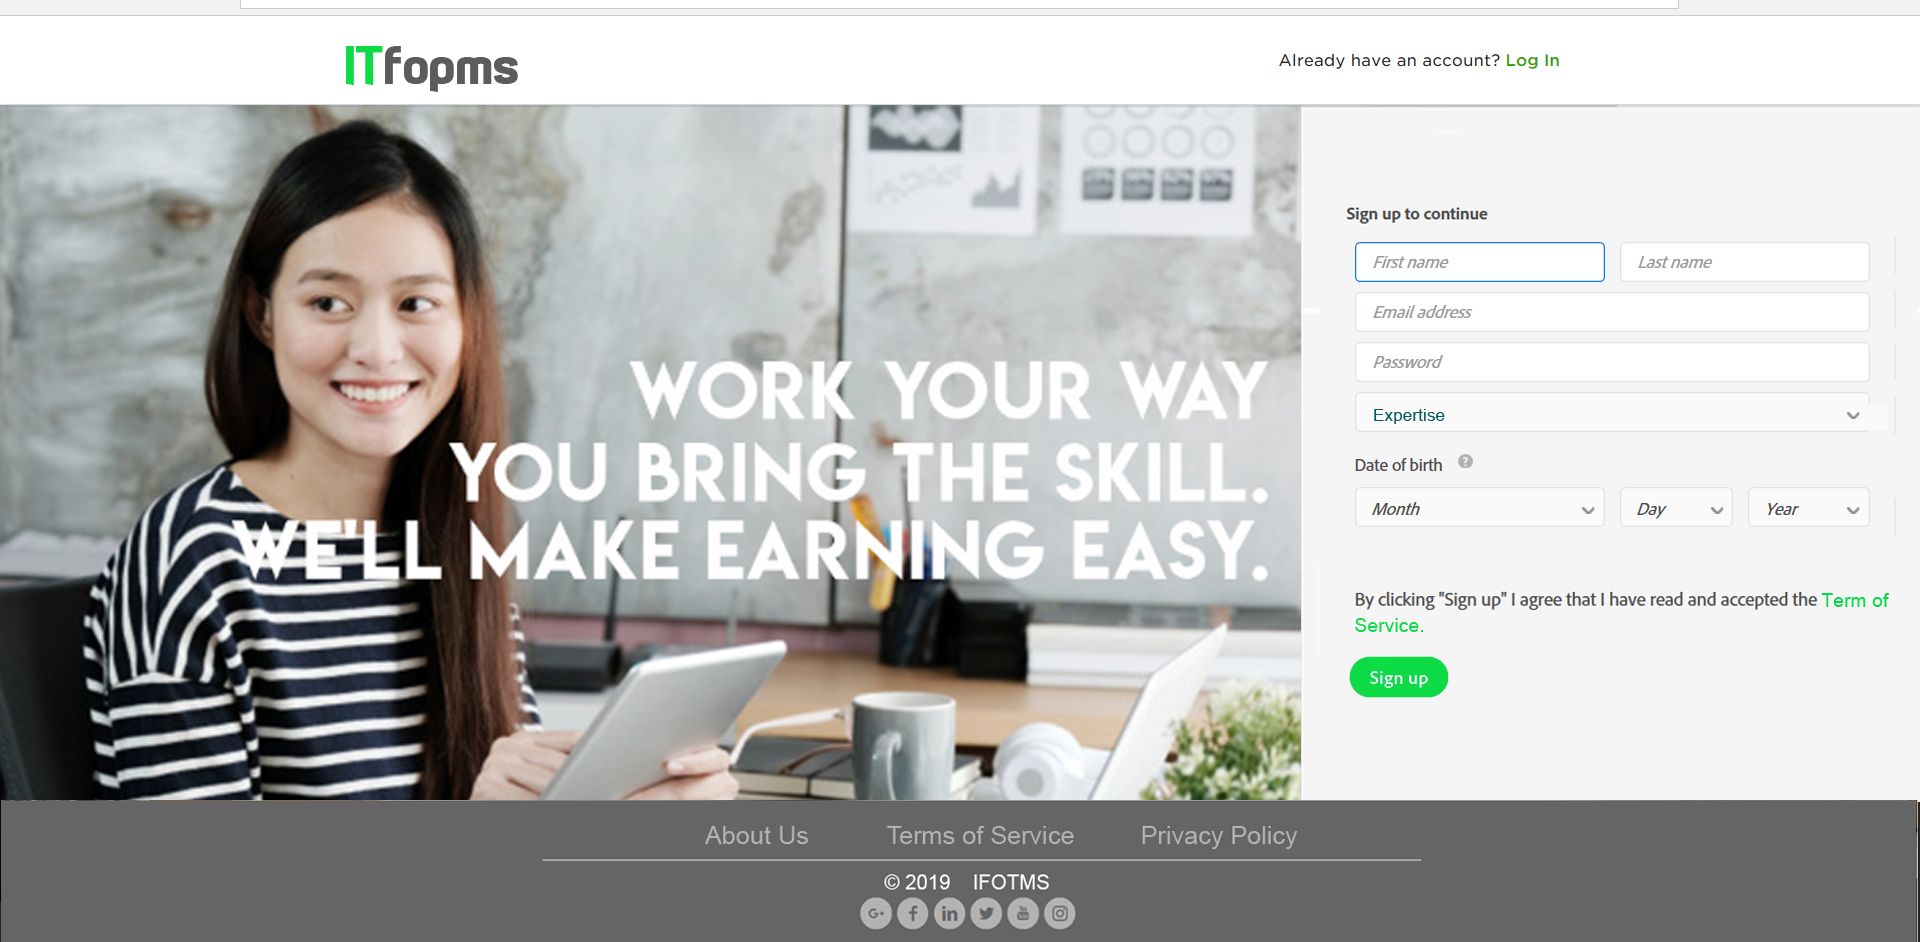 ITfopms
Already have an account? Log In
WORK YOUR WAY
YOU BRING THE SKILL.
WE'LL MAKE EARNING EASY.
Sign up to continue
First name
Last name
Email address
Password
Expertise
Date of birth ?
Month
Day
Year
By clicking "Sign up" I agree that I have read and accepted the Term of
Service.
Sign up
About Us
Terms of Service
Privacy Policy
© 2019 IFOTMS